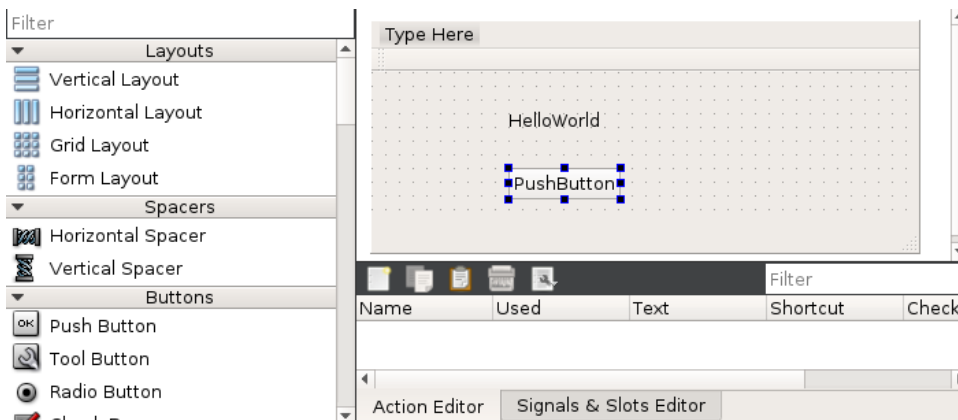 Filter
Layouts
Vertical Layout
Horizontal Layout
Grid Layout
Form Layout
Spacers
Horizontal Spacer
Vertical Spacer
Buttons
OK
Push Button
Tool Button
Radio Button
Type Here
HelloWorld
PushButton
Filter
Name Used Text Shortcut Check
Action Editor Signals & Slots Editor